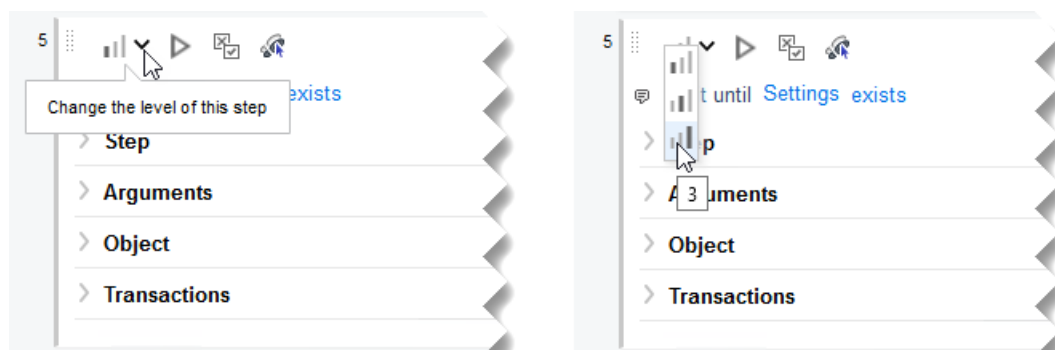 5
Change the level of this step
exists
Step
Arguments
Object
Transactions
5
t until Settings exists
p
3
A uments
Object
Transactions